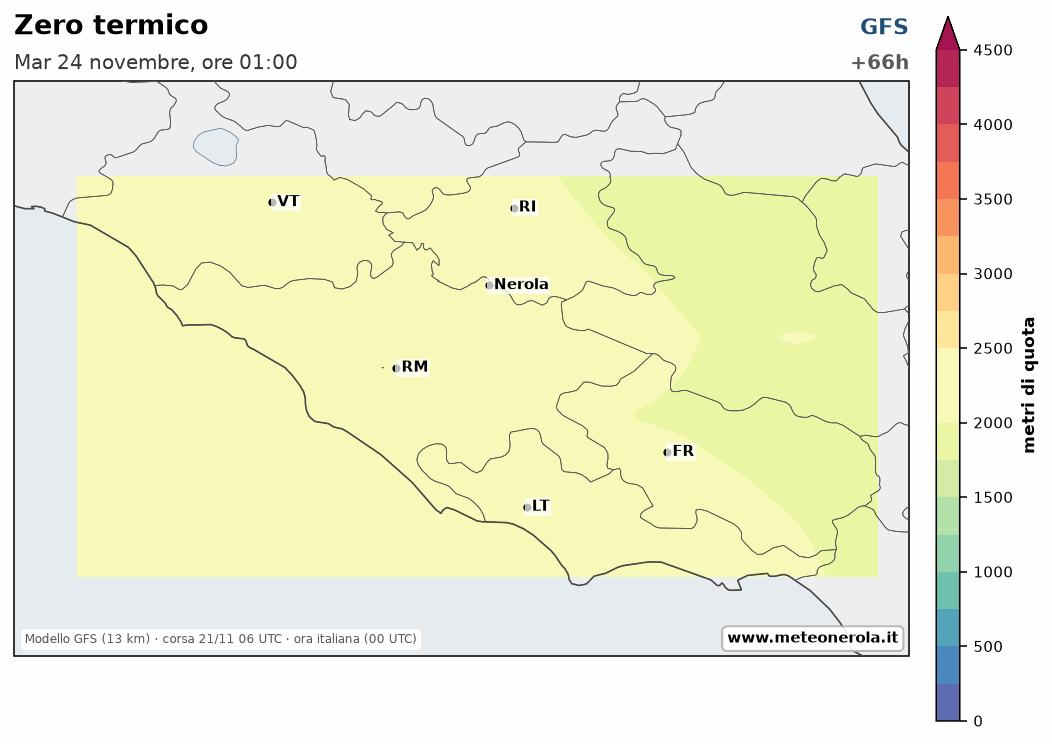 Zero termico
GFS
Mar 24 novembre, ore 01:00
+66h
VT
RI
Nerola
RM
FR
LT
4500
4000
3500
3000
2500
2000
1500
1000
500
0
metri di quota
Modello GFS (13 km) · corsa 21/11 06 UTC · ora italiana (00 UTC)
www.meteonerola.it